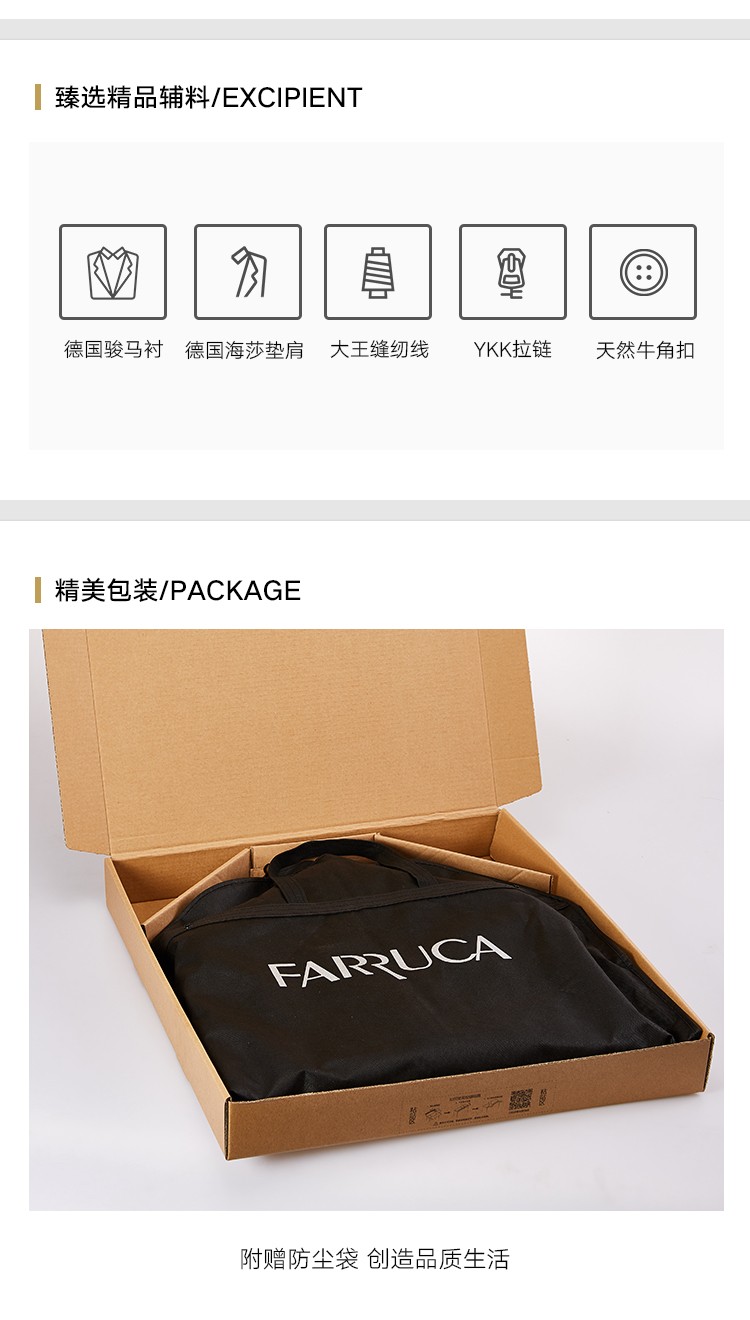 臻选精品辅料/EXCIPIENT
德国骏马衬 德国海莎垫肩 大王缝纫线 YKK拉链 天然牛角扣
精美包装/PACKAGE
FARRUCA
附赠防尘袋 创造品质生活